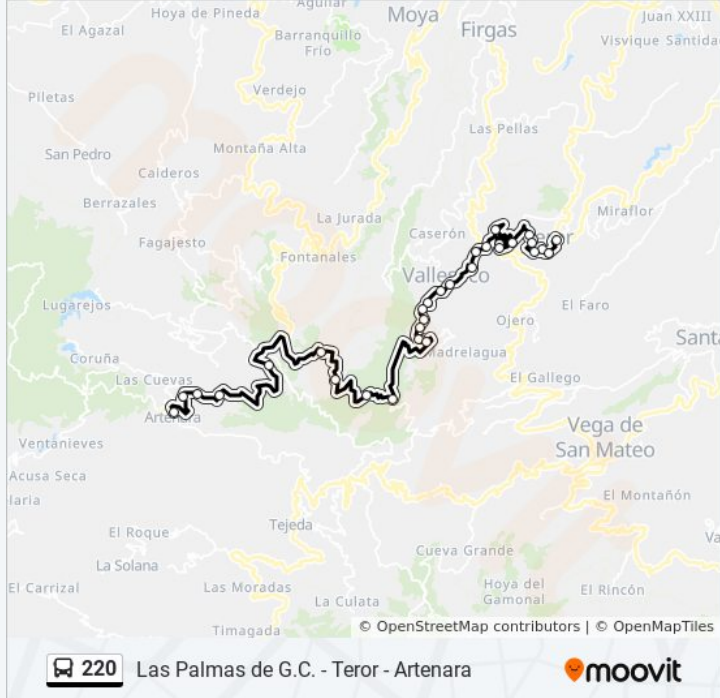 Aguilar
Hoya de Pineda
Moya
Juan XXIII
El Agazal
Barranquillo
Frío
Firgas
Visvique
Santidad
Verdejo
Piletas
Las Pellas
Montaña Alta
San Pedro
Caideros
Berrazales
La Jurada
Miraflor
Fagajesto
Caserón
Fontanales
Lugarejos
El Faro
Ojero
Santa
Coruña
Las Cuevas
El Gallego
Artenara
Vega de
San Mateo
Ventanieves
Acusa Seca
El Montañón
El Roque
Tejeda
Cueva Grande
La Solana
El Carrizal
Las Moradas
La Culata
Hoya del
Gamonal
El Rincón
Timagada
© OpenStreetMap contributors | © OpenMapTiles
220 Las Palmas de G.C. - Teror - Artenara
moovit